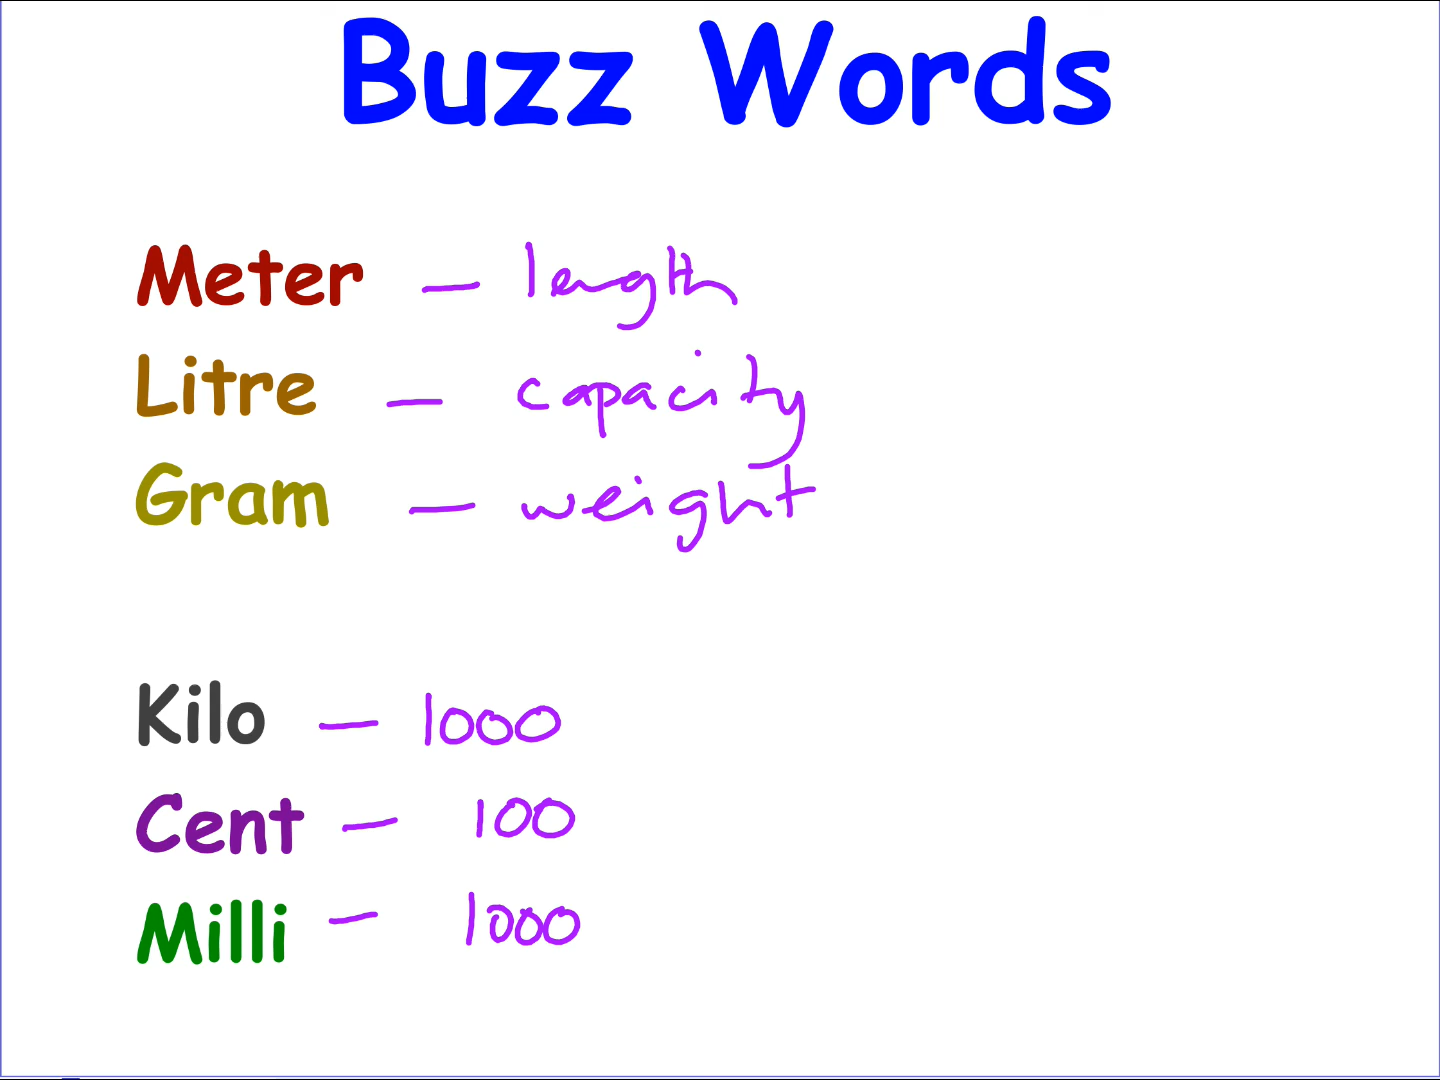 Buzz Words
Meter — length
Litre — capacity
Gram — weight
Kilo — 1000
Cent — 100
Milli — 1000